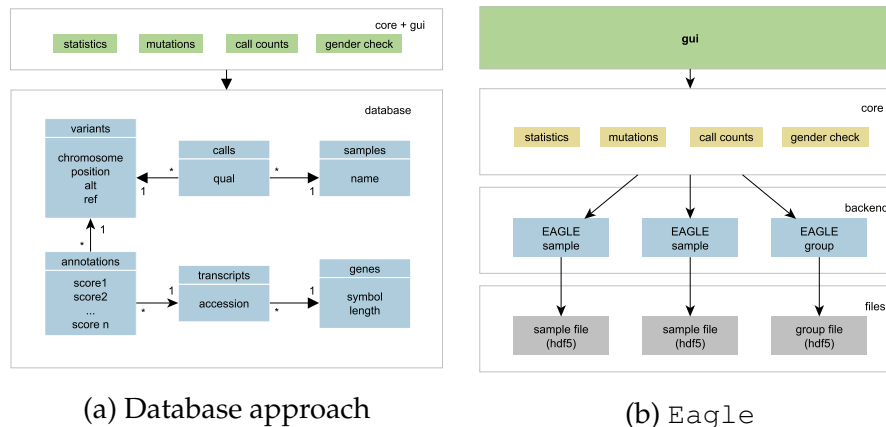 core + gui
statistics
mutations
call counts
gender check
database
variants
chromosome
position
alt
ref
calls
qual
samples
name
*
1
*
1
1
*
annotations
score1
score2
...
score n
transcripts
accession
genes
symbol
length
1
*
1
*
(a) Database approach
gui
core
statistics
mutations
call counts
gender check
backend
EAGLE
sample
EAGLE
sample
EAGLE
group
files
sample file
(hdf5)
sample file
(hdf5)
group file
(hdf5)
(b) Eagle